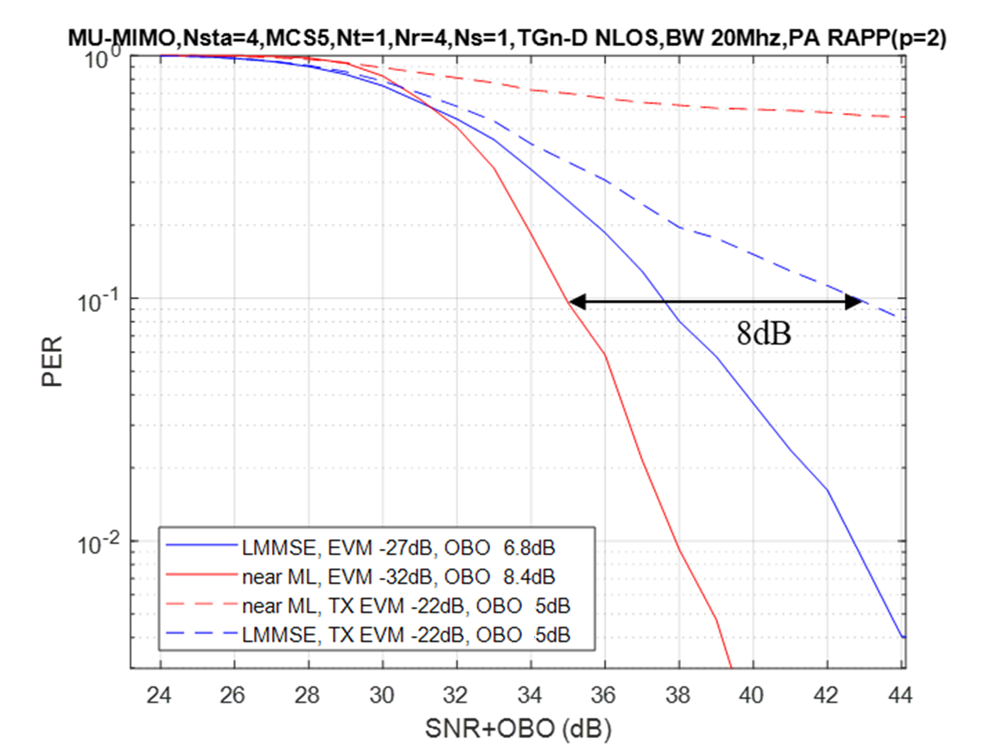 MU-MIMO,Nsta=4,MCS5,Nt=1,Nr=4,Ns=1,TGn-D NLOS,BW 20Mhz,PA RAPP(p=2)
10^0
10^-1
10^-2
PER
8dB
LMMSE, EVM -27dB, OBO 6.8dB
near ML, EVM -32dB, OBO 8.4dB
near ML, TX EVM -22dB, OBO 5dB
LMMSE, TX EVM -22dB, OBO 5dB
24 26 28 30 32 34 36 38 40 42 44
SNR+OBO (dB)